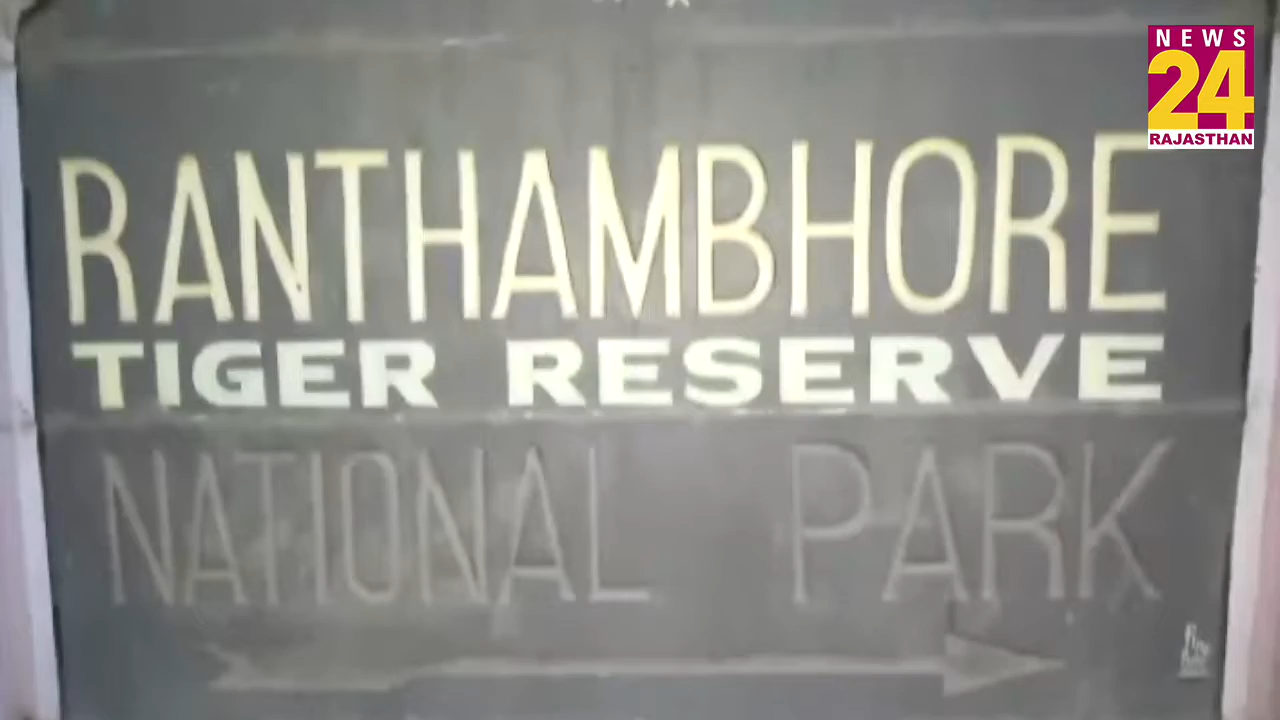 NEWS
24
RAJASTHAN
RANTHAMBHORE
TIGER RESERVE
NATIONAL PARK